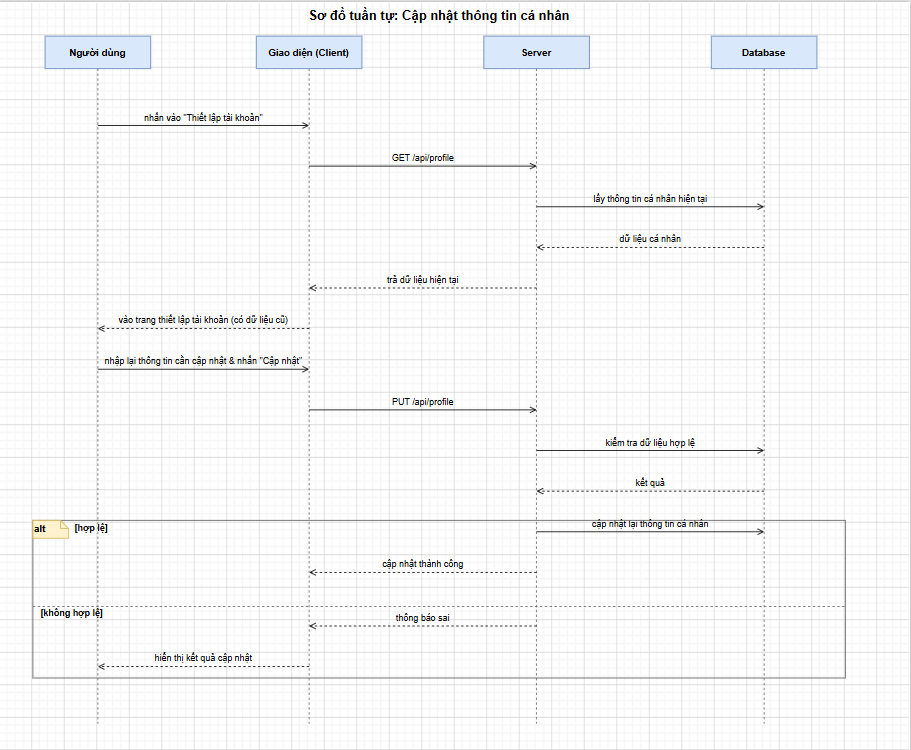 Sơ đồ tuần tự: Cập nhật thông tin cá nhân
Người dùng
Giao diện (Client)
Server
Database
nhấn vào "Thiết lập tài khoản"
GET /api/profile
lấy thông tin cá nhân hiện tại
dữ liệu cá nhân
trả dữ liệu hiện tại
vào trang thiết lập tài khoản (có dữ liệu cũ)
nhập lại thông tin cần cập nhật & nhấn "Cập nhật"
PUT /api/profile
kiểm tra dữ liệu hợp lệ
kết quả
alt
[hợp lệ]
cập nhật lại thông tin cá nhân
cập nhật thành công
[không hợp lệ]
thông báo sai
hiển thị kết quả cập nhật